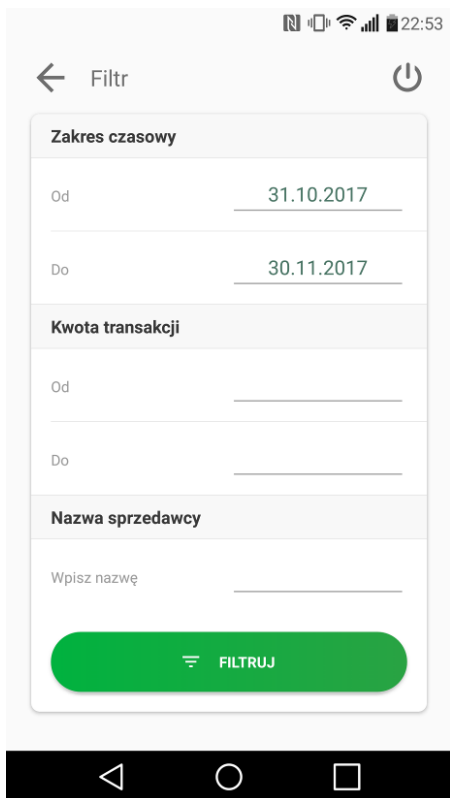 22:53
Filtr
Zakres czasowy
Od 31.10.2017
Do 30.11.2017
Kwota transakcji
Od
Do
Nazwa sprzedawcy
Wpisz nazwę
FILTRUJ